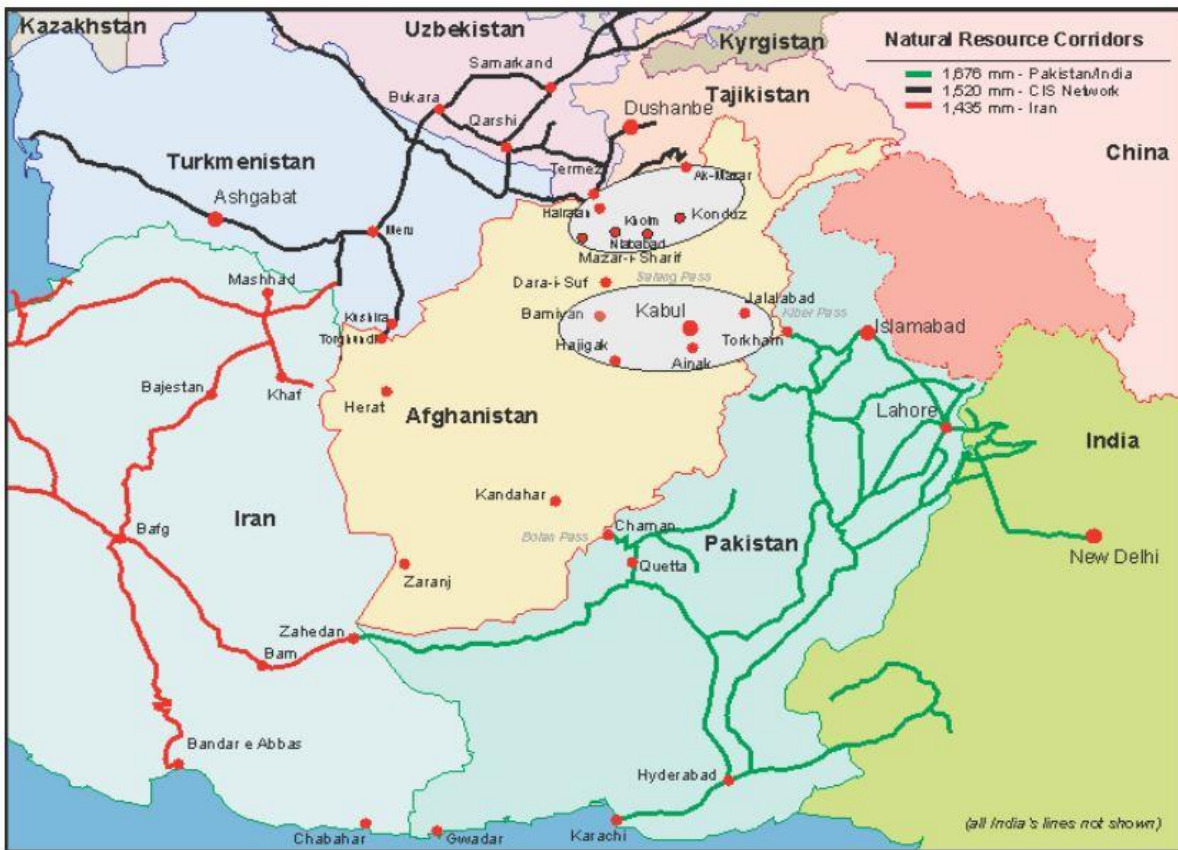 Kazakhstan
Uzbekistan
Kyrgistan
Natural Resource Corridors
1,676 mm - Pakistan/India
1,520 mm - CIS Network
1,435 mm - Iran
Samarkand
Bukara
Qarshi
Dushanbe
Tajikistan
China
Turkmenistan
Termez
Ashgabat
Ak-Mazar
Hairatan
Kholm
Konduz
Meru
Mazar-i-Sharif
Mashhad
Dara-i-Suf
Salang Pass
Jalalabad
Bamiyan
Kabul
Kiber Pass
Islamabad
Hajigak
Ainak
Torkham
Bajestan
Khaf
Herat
Afghanistan
Lahore
India
Kandahar
Iran
Bafg
Chaman
Bolan Pass
Pakistan
Quetta
New Delhi
Zaranj
Zahedan
Bam
Bandar e Abbas
Hyderabad
Chabahar
Gwadar
Karachi
(all India's lines not shown)